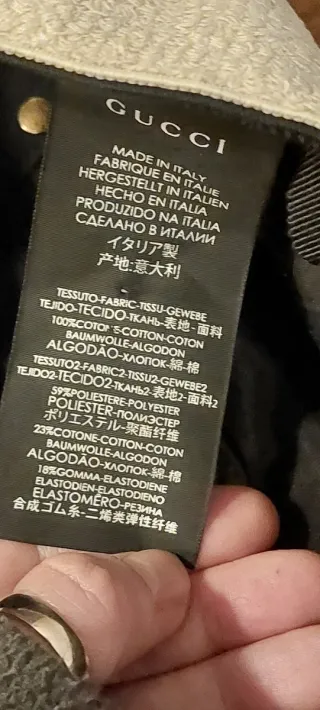 GUCCI
MADE IN ITALY
FABRIQUE EN ITALIE
HERGESTELLT IN ITALIEN
HECHO EN ITALIA
PRODUZIDO NA ITALIA
СДЕЛАНО В ИТАЛИИ
イタリア製
产地:意大利
TESSUTO-FABRIC-TISSU-GEWEBE
TEJIDO-TECIDO-ТКАНЬ-表地-面料
100%COTONE-COTTON-COTON
BAUMWOLLE-ALGODON
ALGODÃO-ХЛОПОК-綿-棉
TESSUTO2-FABRIC2-TISSU2-GEWEBE2
TEJIDO2-TECIDO2-ТКАНЬ2-表地2-面料2
59%POLIESTERE-POLYESTER
POLIESTER-ПОЛИЭСТЕР
ポリエステル-聚酯纤维
23%COTONE-COTTON-COTON
BAUMWOLLE-ALGODON
ALGODÃO-ХЛОПОК-綿-棉
18%GOMMA-ELASTODIENE
ELASTODIEN-ELASTODIENO
ELASTOMÉRO-РЕЗИНА
合成ゴム糸-二烯类弹性纤维